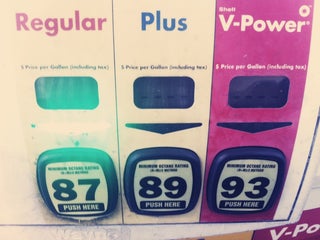 Regular
$ Price per Gallon (including tax)
MINIMUM OCTANE RATING
(R+M)/2 METHOD
87
PUSH HERE
Plus
$ Price per Gallon (including tax)
MINIMUM OCTANE RATING
(R+M)/2 METHOD
89
PUSH HERE
Shell
V-Power®
$ Price per Gallon (including tax)
MINIMUM OCTANE RATING
(R+M)/2 METHOD
93
PUSH HERE
V-Power